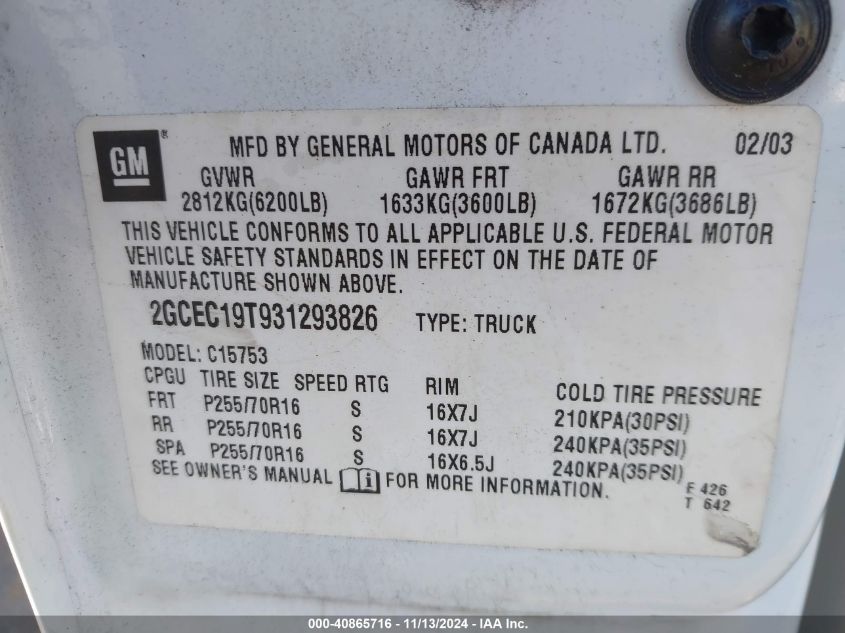 GM®
MFD BY GENERAL MOTORS OF CANADA LTD. 02/03
GVWR GAWR FRT GAWR RR
2812KG(6200LB) 1633KG(3600LB) 1672KG(3686LB)
THIS VEHICLE CONFORMS TO ALL APPLICABLE U.S. FEDERAL MOTOR
VEHICLE SAFETY STANDARDS IN EFFECT ON THE DATE OF
MANUFACTURE SHOWN ABOVE.
2GCEC19T931293826 TYPE: TRUCK
MODEL: C15753
CPGU TIRE SIZE SPEED RTG RIM COLD TIRE PRESSURE
FRT P255/70R16 S 16X7J 210KPA(30PSI)
RR P255/70R16 S 16X7J 240KPA(35PSI)
SPA P255/70R16 S 16X6.5J 240KPA(35PSI)
SEE OWNER'S MANUAL i FOR MORE INFORMATION.
F 426
T 642
000-40865716 - 11/13/2024 - IAA Inc.